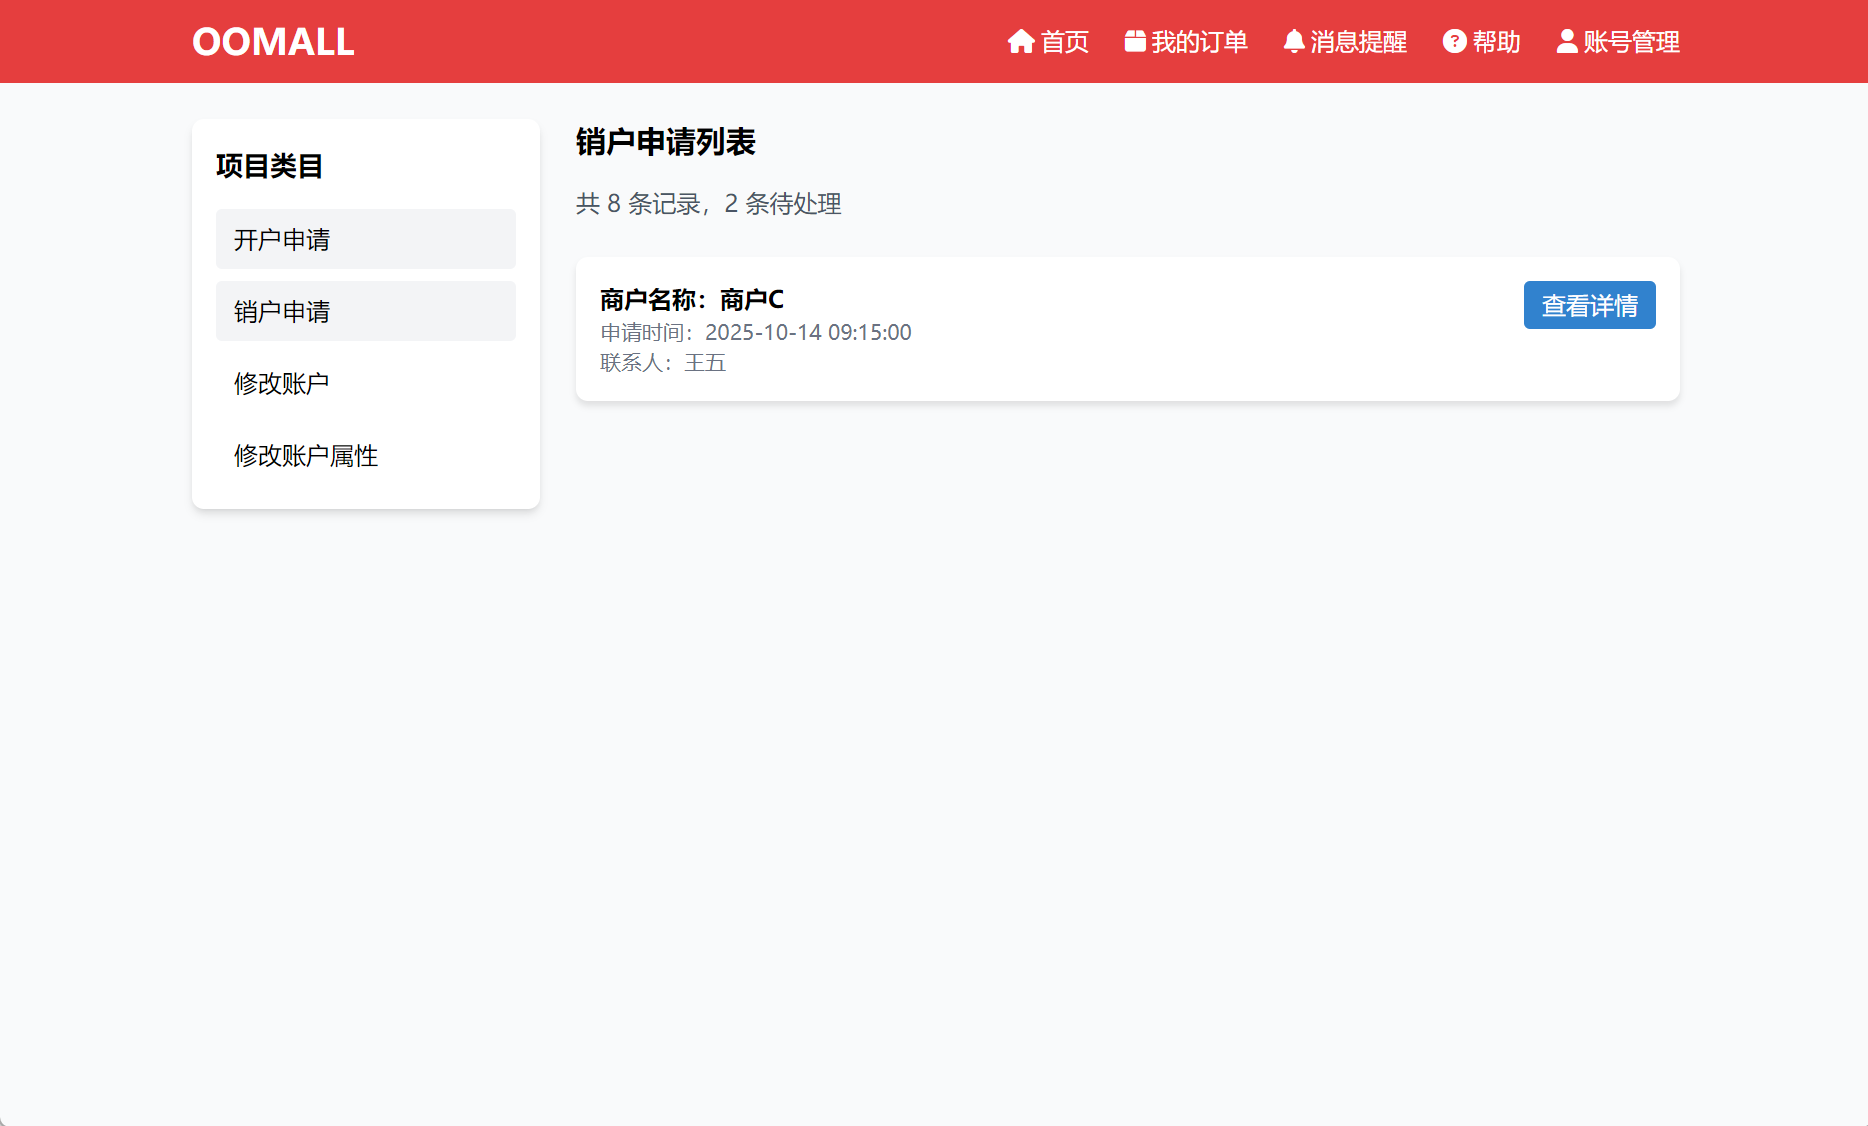 OOMALL
首页 我的订单 消息提醒 帮助 账号管理
项目类目
开户申请
销户申请
修改账户
修改账户属性
销户申请列表
共 8 条记录，2 条待处理
商户名称：商户C
申请时间：2025-10-14 09:15:00
联系人：王五
查看详情